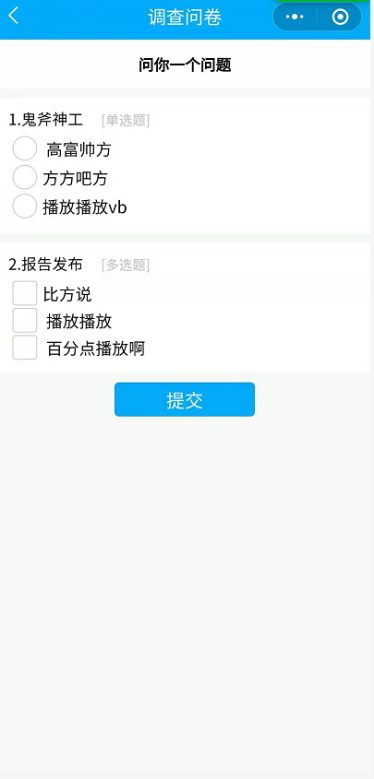 调查问卷
问你一个问题
1.鬼斧神工 [单选题]
高富帅方
方方吧方
播放播放vb
2.报告发布 [多选题]
比方说
播放播放
百分点播放啊
提交